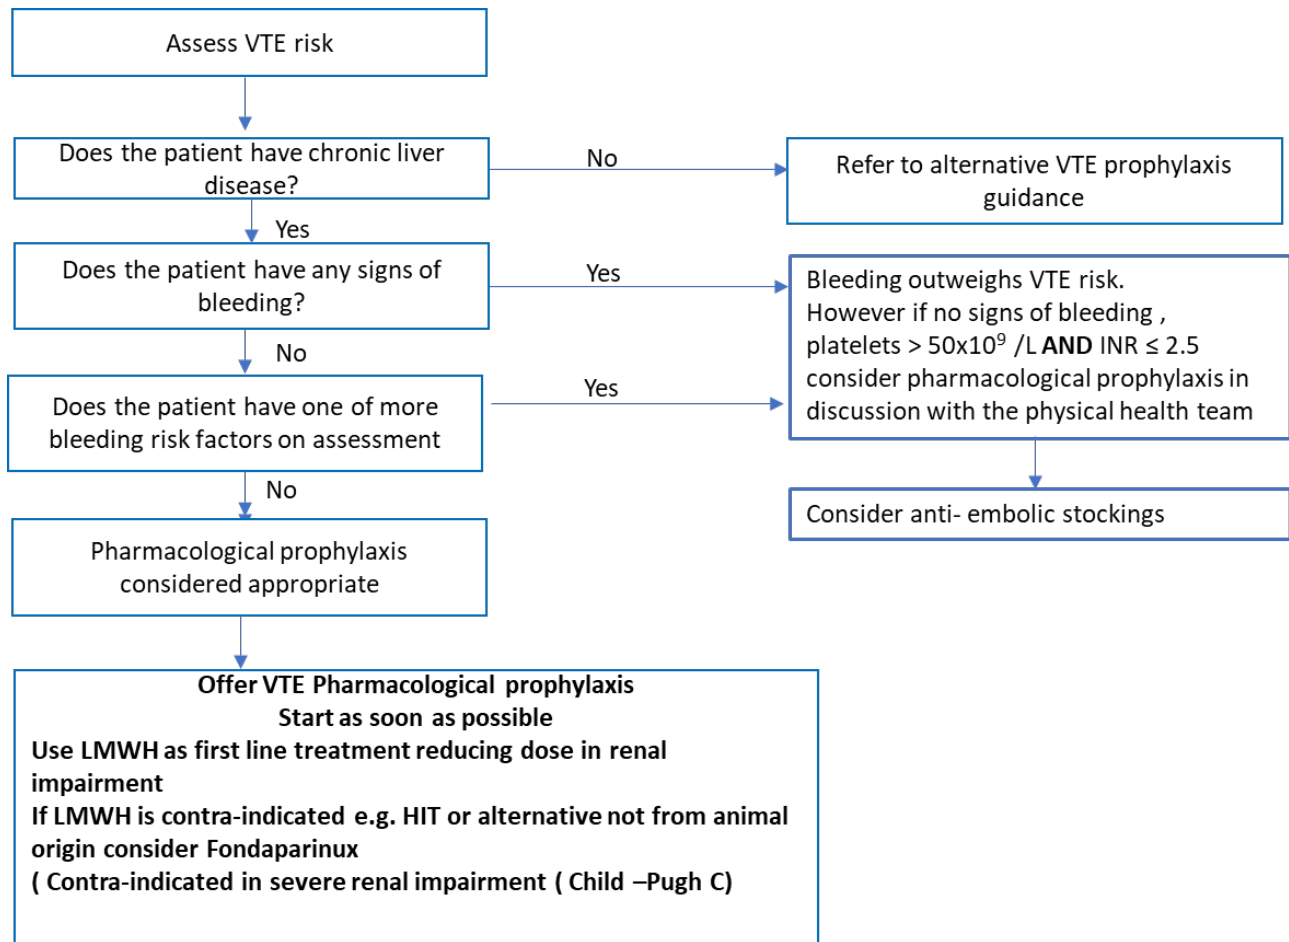 Assess VTE risk
Does the patient have chronic liver
disease?
No
Refer to alternative VTE prophylaxis
guidance
Yes
Does the patient have any signs of
bleeding?
Yes
Bleeding outweighs VTE risk.
However if no signs of bleeding ,
platelets > 50x10⁹ /L AND INR ≤ 2.5
consider pharmacological prophylaxis in
discussion with the physical health team
No
Does the patient have one of more
bleeding risk factors on assessment
Yes
Consider anti- embolic stockings
No
Pharmacological prophylaxis
considered appropriate
Offer VTE Pharmacological prophylaxis
Start as soon as possible
Use LMWH as first line treatment reducing dose in renal
impairment
If LMWH is contra-indicated e.g. HIT or alternative not from animal
origin consider Fondaparinux
( Contra-indicated in severe renal impairment ( Child –Pugh C)